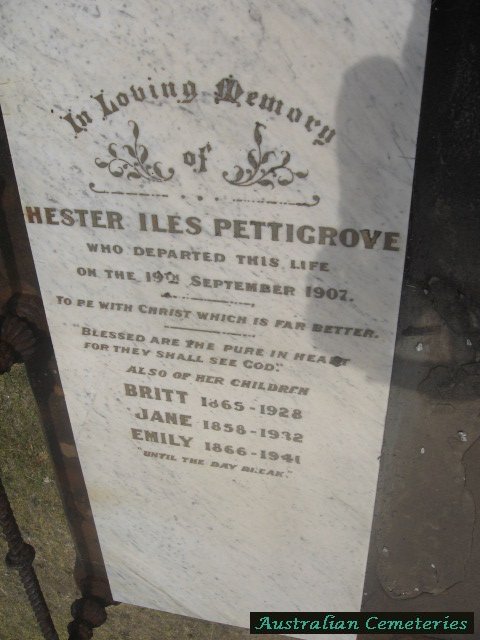 In Loving Memory
of
HESTER ILES PETTIGROVE
WHO DEPARTED THIS LIFE
ON THE 19TH SEPTEMBER 1907.
TO BE WITH CHRIST WHICH IS FAR BETTER.
"BLESSED ARE THE PURE IN HEART
FOR THEY SHALL SEE GOD."
ALSO OF HER CHILDREN
BRITT 1865-1928
JANE 1858-1932
EMILY 1866-1941
"UNTIL THE DAY BREAK."
Australian Cemeteries